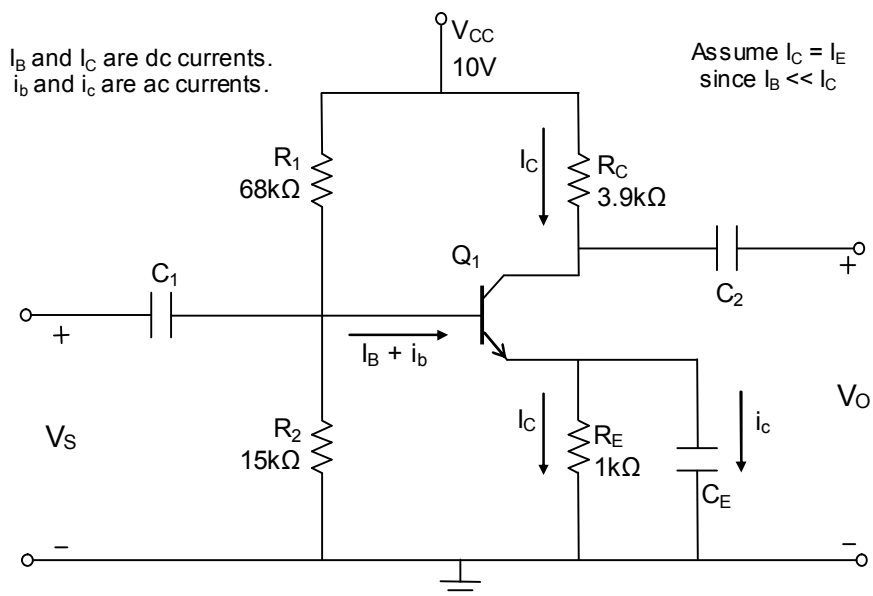 I_B and I_C are dc currents.
i_b and i_c are ac currents.
V_CC
10V
Assume I_C = I_E
since I_B << I_C
R_1
68kΩ
I_C
R_C
3.9kΩ
C_1
Q_1
C_2
+
+
I_B + i_b
V_S
R_2
15kΩ
I_C
R_E
1kΩ
C_E
i_c
V_O
−
−